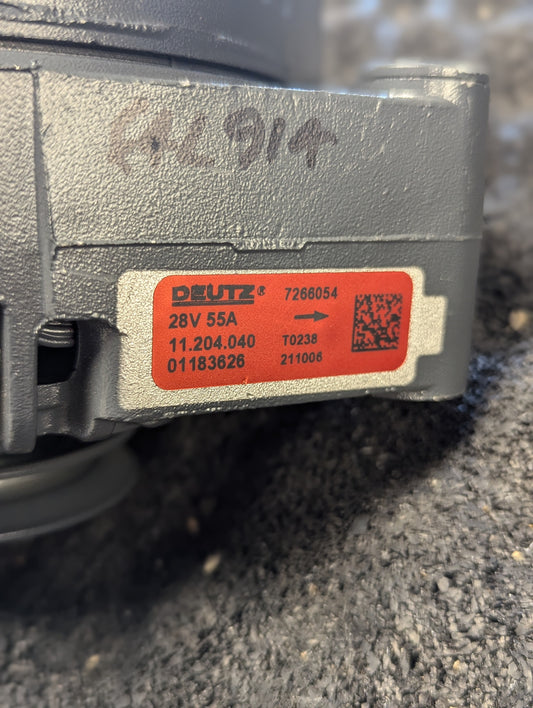 AL914
DEUTZ® 7266054
28V 55A →
11.204.040 T0238
01183626 211006